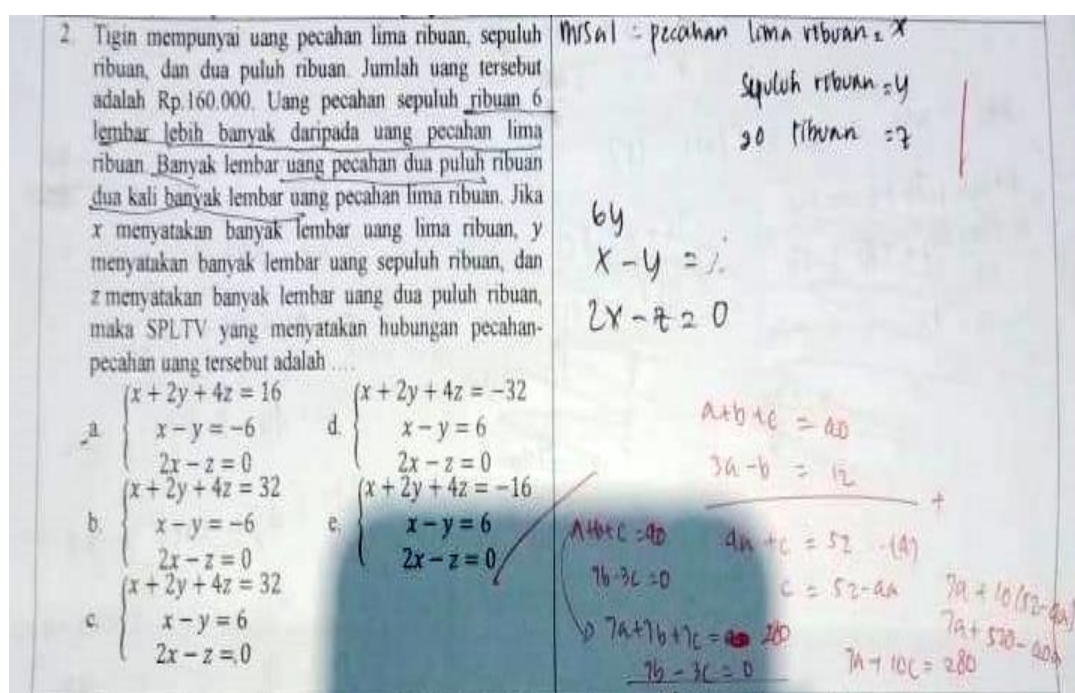 2. Tigin mempunyai uang pecahan lima ribuan, sepuluh
ribuan, dan dua puluh ribuan. Jumlah uang tersebut
adalah Rp.160.000. Uang pecahan sepuluh ribuan 6
lembar lebih banyak daripada uang pecahan lima
ribuan. Banyak lembar uang pecahan dua puluh ribuan
dua kali banyak lembar uang pecahan lima ribuan. Jika
x menyatakan banyak lembar uang lima ribuan, y
menyatakan banyak lembar uang sepuluh ribuan, dan
z menyatakan banyak lembar uang dua puluh ribuan,
maka SPLTV yang menyatakan hubungan pecahan-
pecahan uang tersebut adalah ....
a. x + 2y + 4z = 16
x − y = −6
2x − z = 0
b. x + 2y + 4z = 32
x − y = −6
2x − z = 0
c. x + 2y + 4z = 32
x − y = 6
2x − z = 0
d. x + 2y + 4z = −32
x − y = 6
2x − z = 0
e. x + 2y + 4z = −16
x − y = 6
2x − z = 0
misal = pecahan lima ribuan = x
sepuluh ribuan = y
20 ribuan = z
6y
x - y =
2x - z = 0
a+b+c = 40
3a - b = 12
+
4a + c = 52
c = 52 - 4a
a+b+c = 40
7b - 3c = 0
7a+7b+7c = 280
7b - 3c = 0
7a + 10c = 280
7a + 10(52-4a)
7a + 520 - 40a